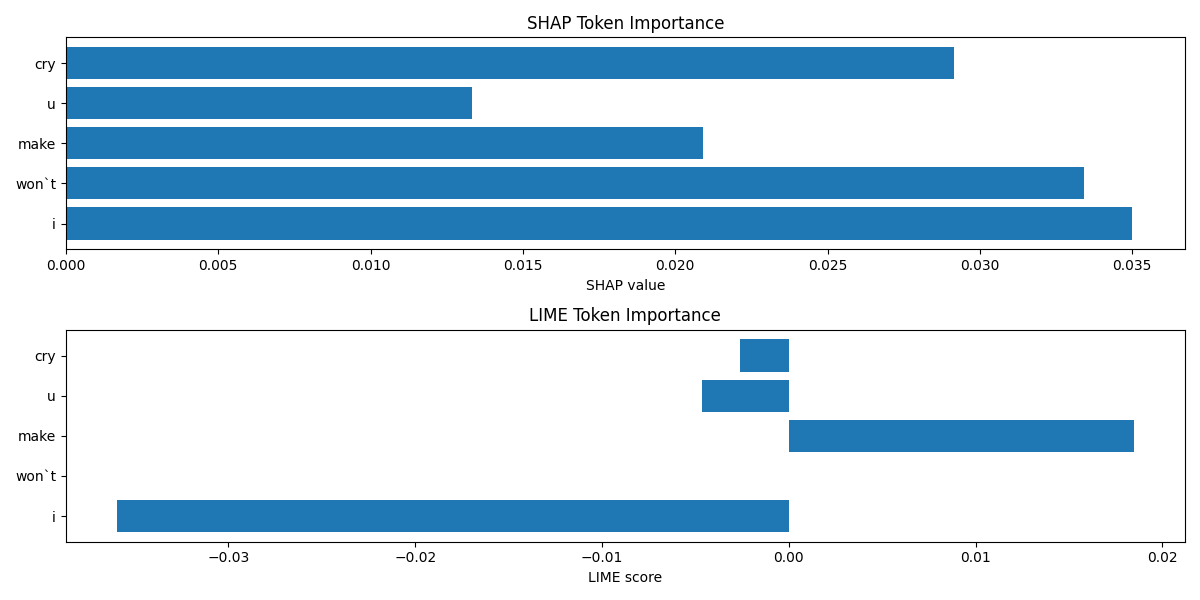 SHAP Token Importance
cry
u
make
won`t
i
0.000 0.005 0.010 0.015 0.020 0.025 0.030 0.035
SHAP value
LIME Token Importance
cry
u
make
won`t
i
−0.03 −0.02 −0.01 0.00 0.01 0.02
LIME score